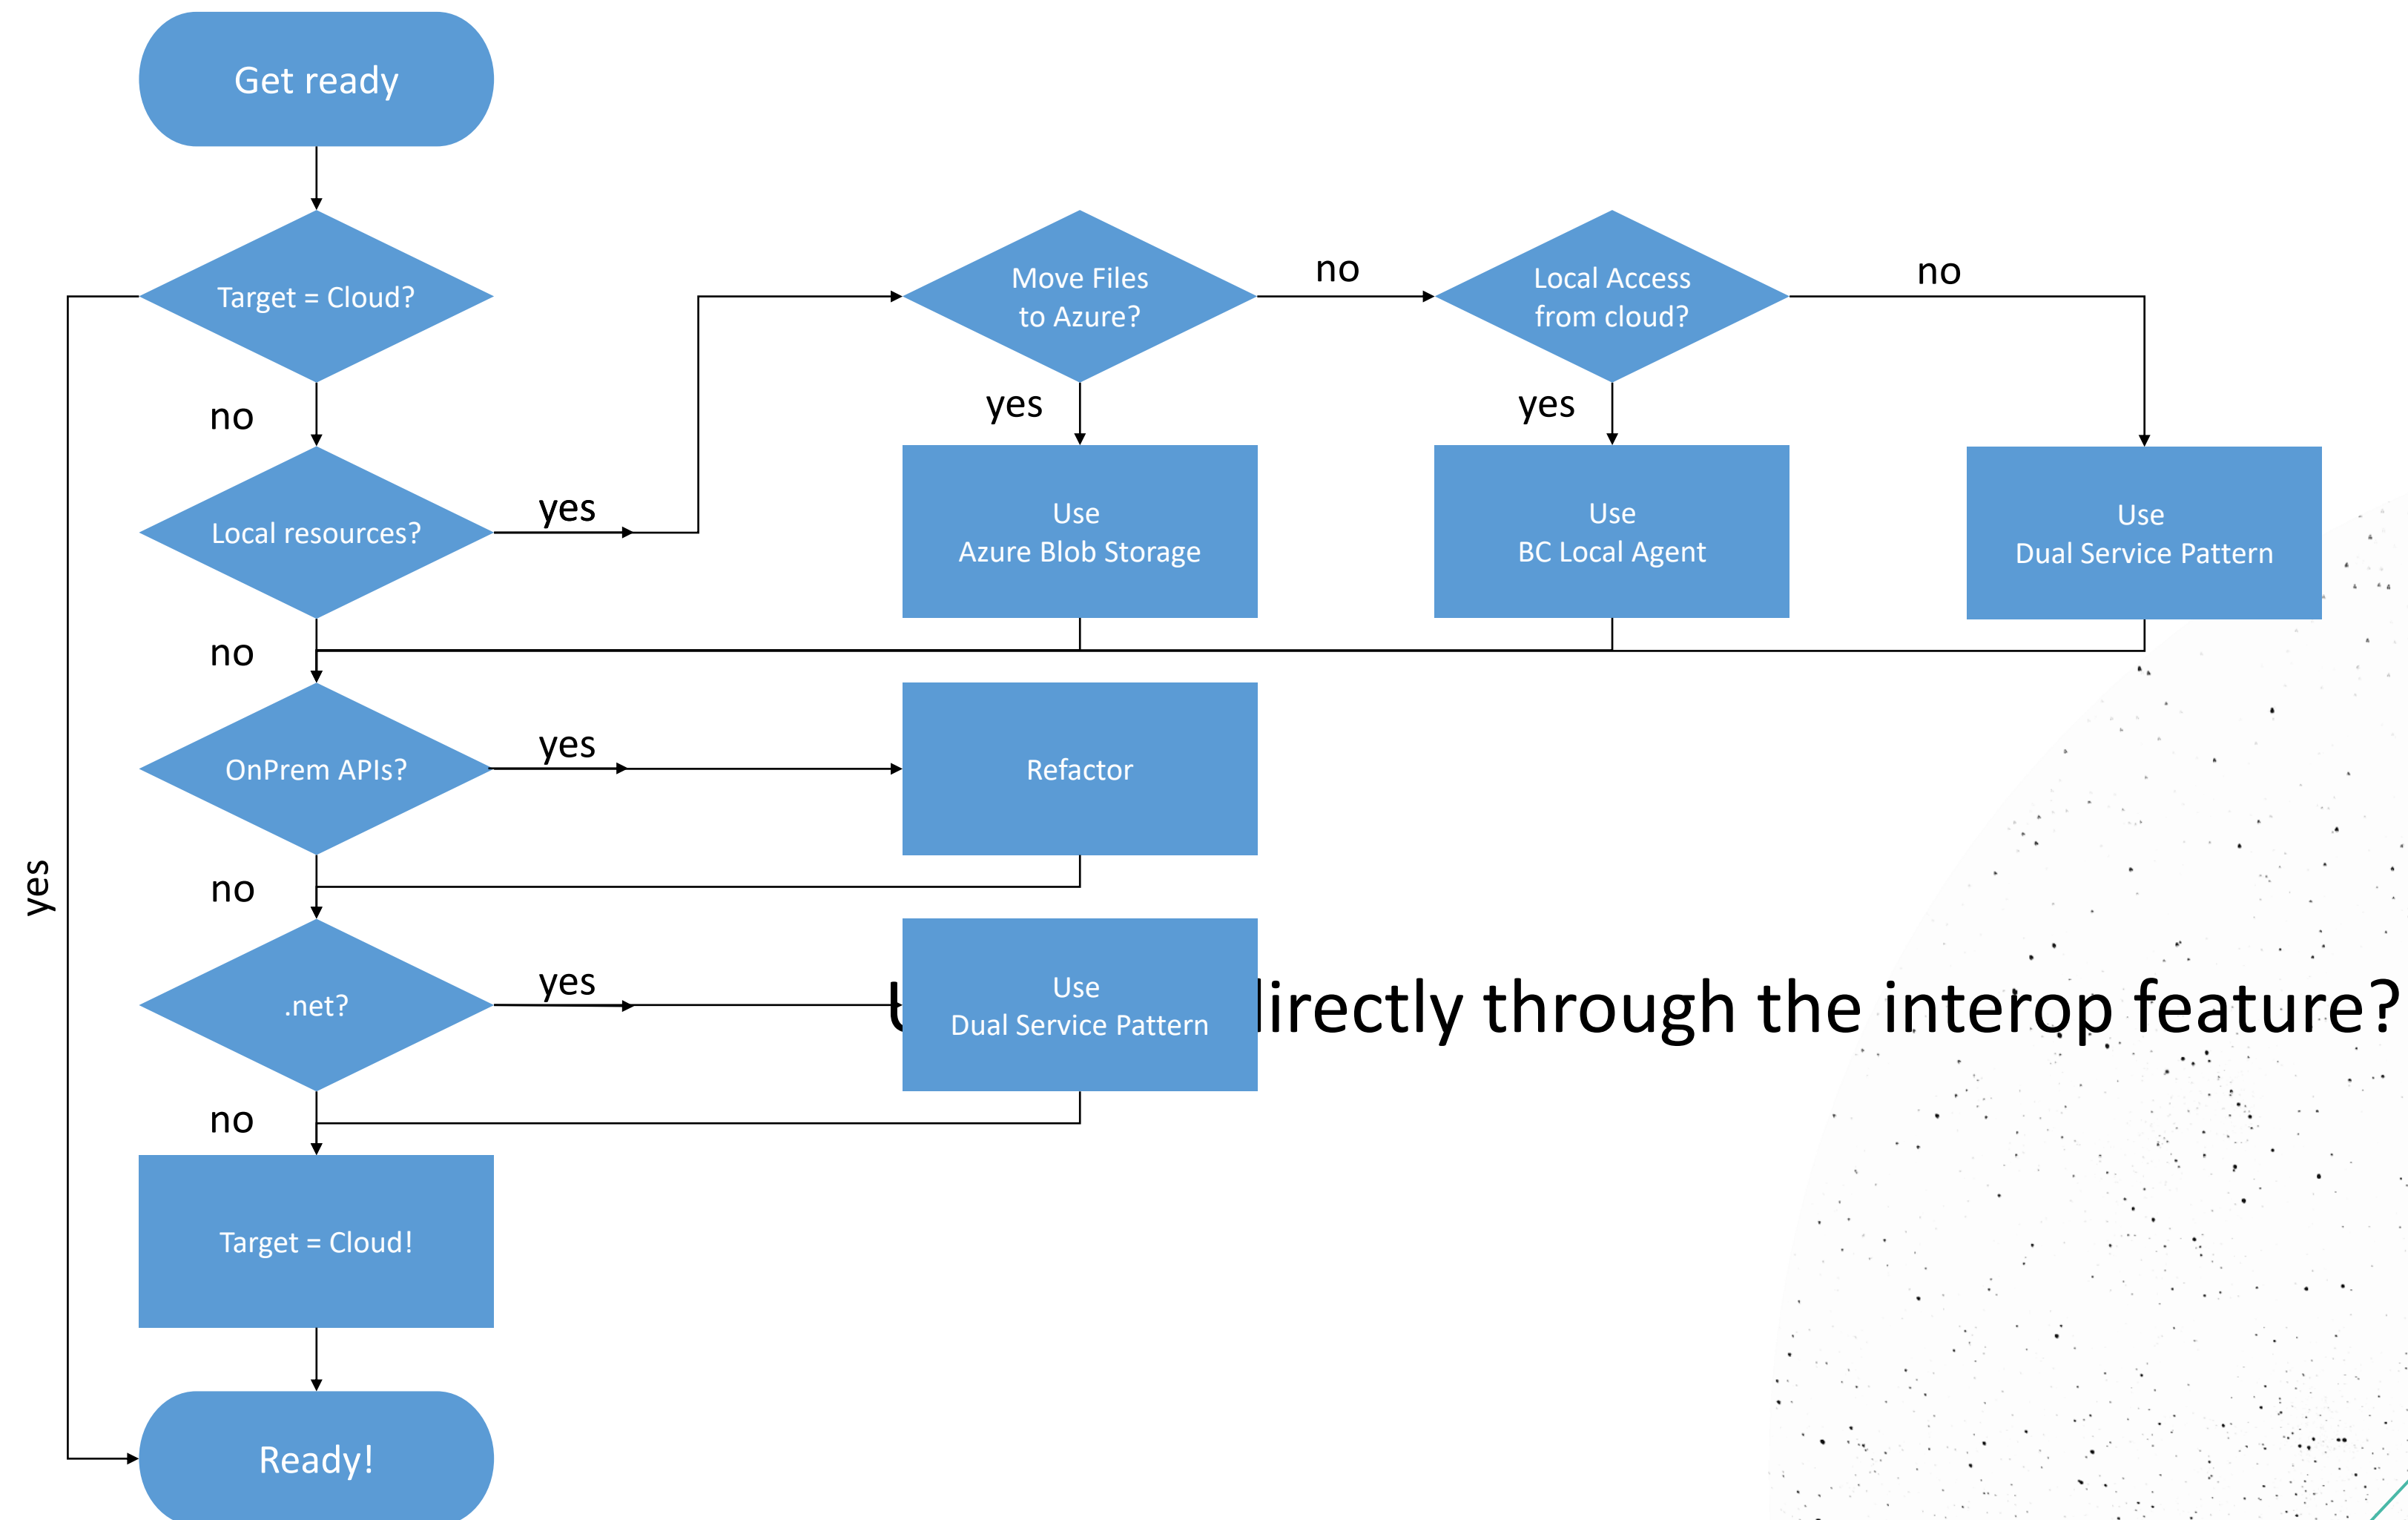 Get ready
Target = Cloud?
Move Files
to Azure?
no
Local Access
from cloud?
no
no
yes
yes
Local resources?
yes
Use
Azure Blob Storage
Use
BC Local Agent
Use
Dual Service Pattern
no
OnPrem APIs?
yes
Refactor
yes
no
.net?
yes
Use
Dual Service Pattern
through the interop feature?
no
Target = Cloud!
Ready!